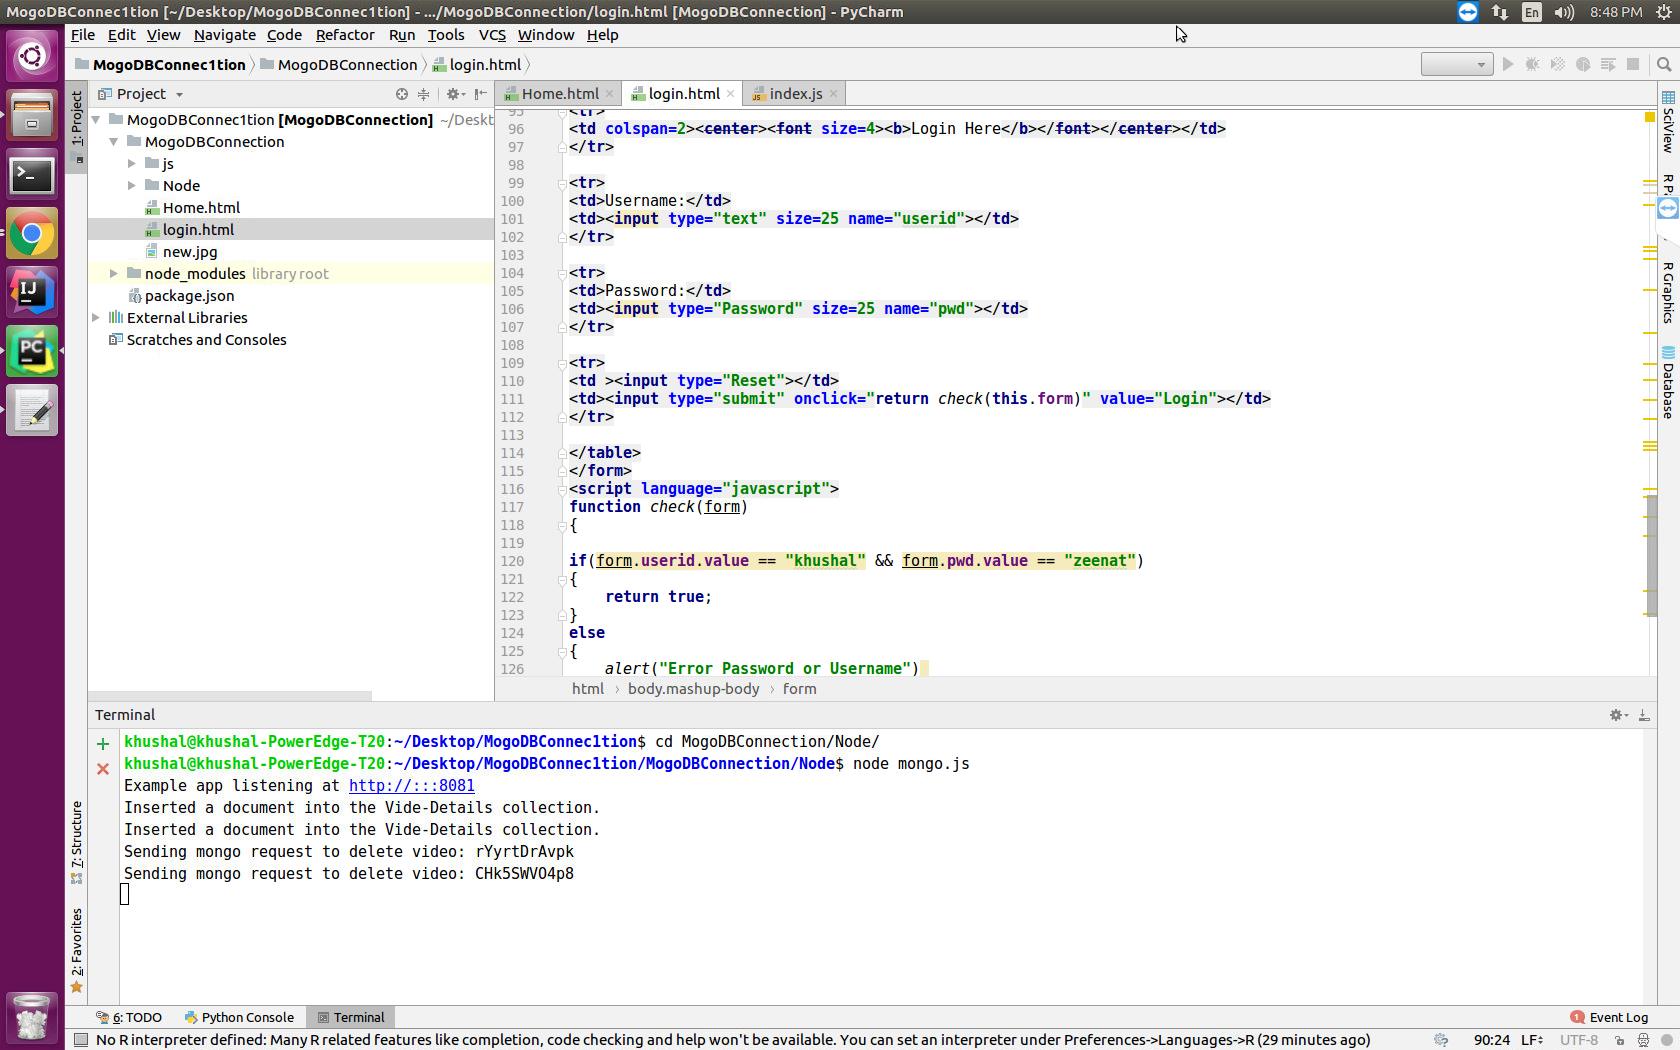 MogoDBConnec1tion [~/Desktop/MogoDBConnec1tion] - .../MogoDBConnection/login.html [MogoDBConnection] - PyCharm
En
8:48 PM
File Edit View Navigate Code Refactor Run Tools VCS Window Help
MogoDBConnec1tion MogoDBConnection login.html
1: Project
Project
MogoDBConnec1tion [MogoDBConnection] ~/Deskt
MogoDBConnection
js
Node
Home.html
login.html
new.jpg
node_modules library root
package.json
External Libraries
Scratches and Consoles
Home.html login.html index.js
95 <tr>
96 <td colspan=2><center><font size=4><b>Login Here</b></font></center></td>
97 </tr>
98
99 <tr>
100 <td>Username:</td>
101 <td><input type="text" size=25 name="userid"></td>
102 </tr>
103
104 <tr>
105 <td>Password:</td>
106 <td><input type="Password" size=25 name="pwd"></td>
107 </tr>
108
109 <tr>
110 <td ><input type="Reset"></td>
111 <td><input type="submit" onclick="return check(this.form)" value="Login"></td>
112 </tr>
113
114 </table>
115 </form>
116 <script language="javascript">
117 function check(form)
118 {
119
120 if(form.userid.value == "khushal" && form.pwd.value == "zeenat")
121 {
122 return true;
123 }
124 else
125 {
126 alert("Error Password or Username")
html › body.mashup-body › form
SciView
R Graphics
Database
Terminal
khushal@khushal-PowerEdge-T20:~/Desktop/MogoDBConnec1tion$ cd MogoDBConnection/Node/
khushal@khushal-PowerEdge-T20:~/Desktop/MogoDBConnec1tion/MogoDBConnection/Node$ node mongo.js
Example app listening at http://:::8081
Inserted a document into the Vide-Details collection.
Inserted a document into the Vide-Details collection.
Sending mongo request to delete video: rYyrtDrAvpk
Sending mongo request to delete video: CHk5SWVO4p8
7: Structure
2: Favorites
6: TODO Python Console Terminal
1 Event Log
No R interpreter defined: Many R related features like completion, code checking and help won't be available. You can set an interpreter under Preferences->Languages->R (29 minutes ago)
90:24 LF UTF-8